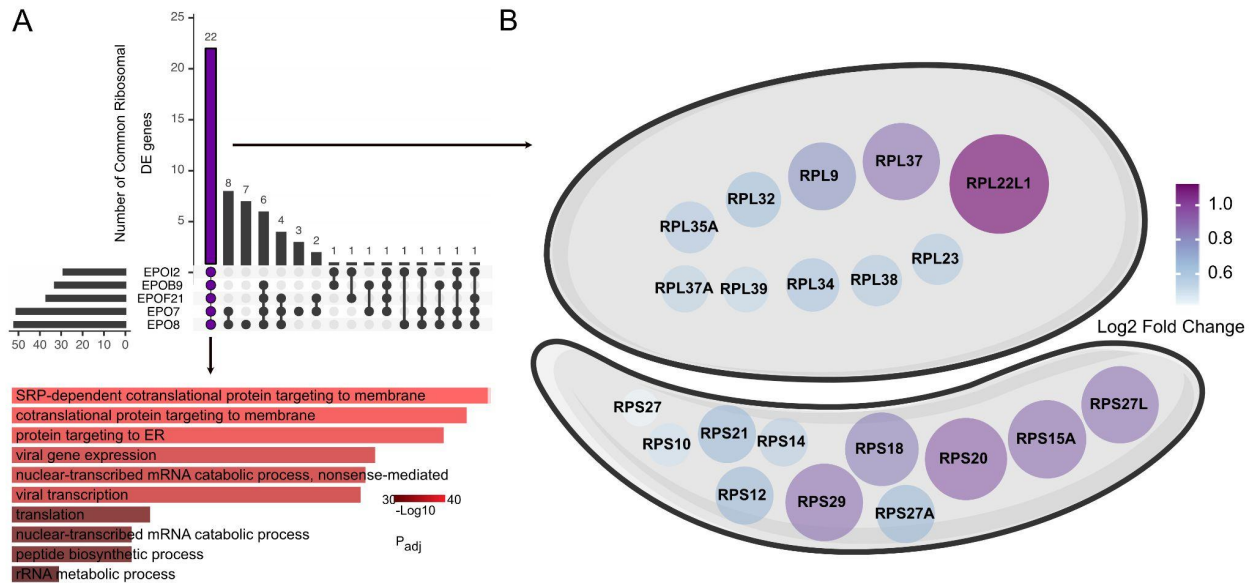 A
B
Number of Common Ribosomal
DE genes
25
20
15
10
5
22
8
7
6
4
3
2
1 1 1 1 1 1 1 1 1
EPOI2
EPOB9
EPOF21
EPO7
EPO8
50 40 30 20 10 0
SRP-dependent cotranslational protein targeting to membrane
cotranslational protein targeting to membrane
protein targeting to ER
viral gene expression
nuclear-transcribed mRNA catabolic process, nonsense-mediated
viral transcription
translation
nuclear-transcribed mRNA catabolic process
peptide biosynthetic process
rRNA metabolic process
30 40
-Log10
Padj
RPL35A
RPL32
RPL9
RPL37
RPL22L1
RPL37A
RPL39
RPL34
RPL38
RPL23
1.0
0.8
0.6
Log2 Fold Change
RPS27
RPS10
RPS21
RPS14
RPS18
RPS20
RPS15A
RPS27L
RPS12
RPS29
RPS27A